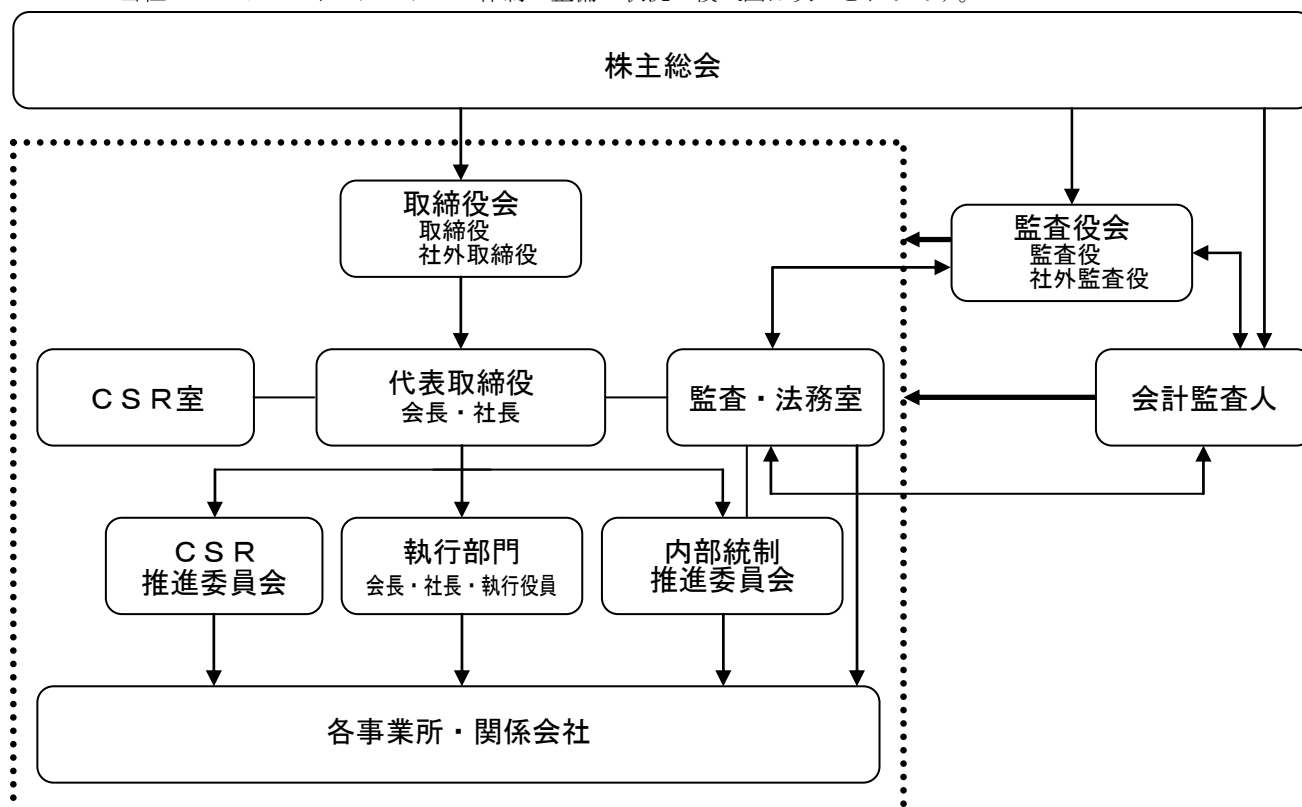 株主総会
取締役会
取締役
社外取締役
監査役会
監査役
社外監査役
ＣＳＲ室
代表取締役
会長・社長
監査・法務室
会計監査人
ＣＳＲ
推進委員会
執行部門
会長・社長・執行役員
内部統制
推進委員会
各事業所・関係会社